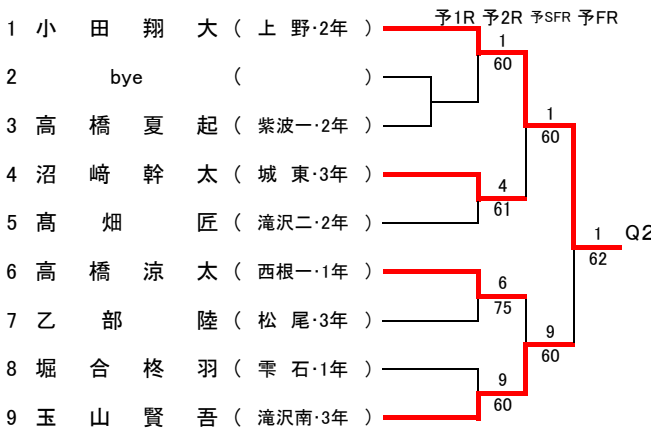 予1R 予2R 予SFR 予FR
1 小 田 翔 大 ( 上 野・2年 )
1
60
2 bye ( )
3 高 橋 夏 起 ( 紫波一・2年 )
1
60
4 沼 﨑 幹 太 ( 城 東・3年 )
4
61
5 髙 畑 匠 ( 滝沢二・2年 )
1
62
Q2
6 高 橋 涼 太 ( 西根一・1年 )
6
75
7 乙 部 陸 ( 松 尾・3年 )
9
60
8 堀 合 柊 羽 ( 雫 石・1年 )
9
60
9 玉 山 賢 吾 ( 滝沢南・3年 )